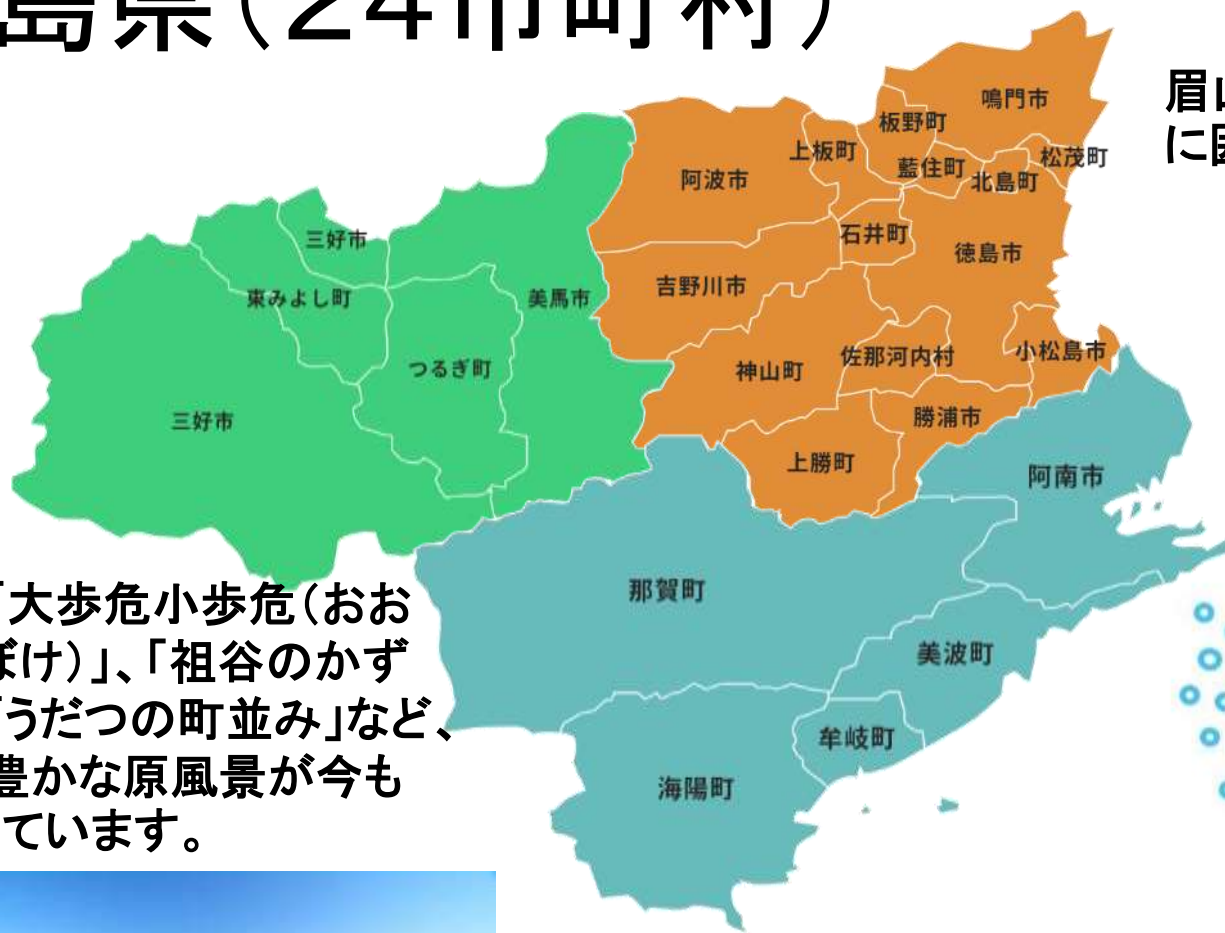 島県（２４市町村）
眉山
に
鳴門市
板野町
上板町
松茂町
藍住町
北島町
阿波市
石井町
徳島市
三好市
吉野川市
東みよし町
美馬市
小松島市
佐那河内村
つるぎ町
神山町
勝浦市
三好市
上勝町
阿南市
那賀町
「大歩危小歩危（おお
ぼけ）」、「祖谷のかず
「うだつの町並み」など、
豊かな原風景が今も
ています。
美波町
牟岐町
海陽町